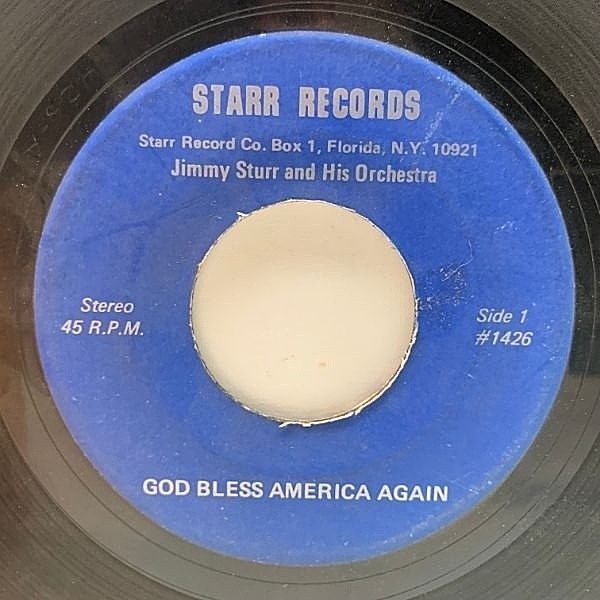 STARR RECORDS
Starr Record Co. Box 1, Florida, N.Y. 10921
Jimmy Sturr and His Orchestra
Stereo
45 R.P.M.
Side 1
#1426
GOD BLESS AMERICA AGAIN